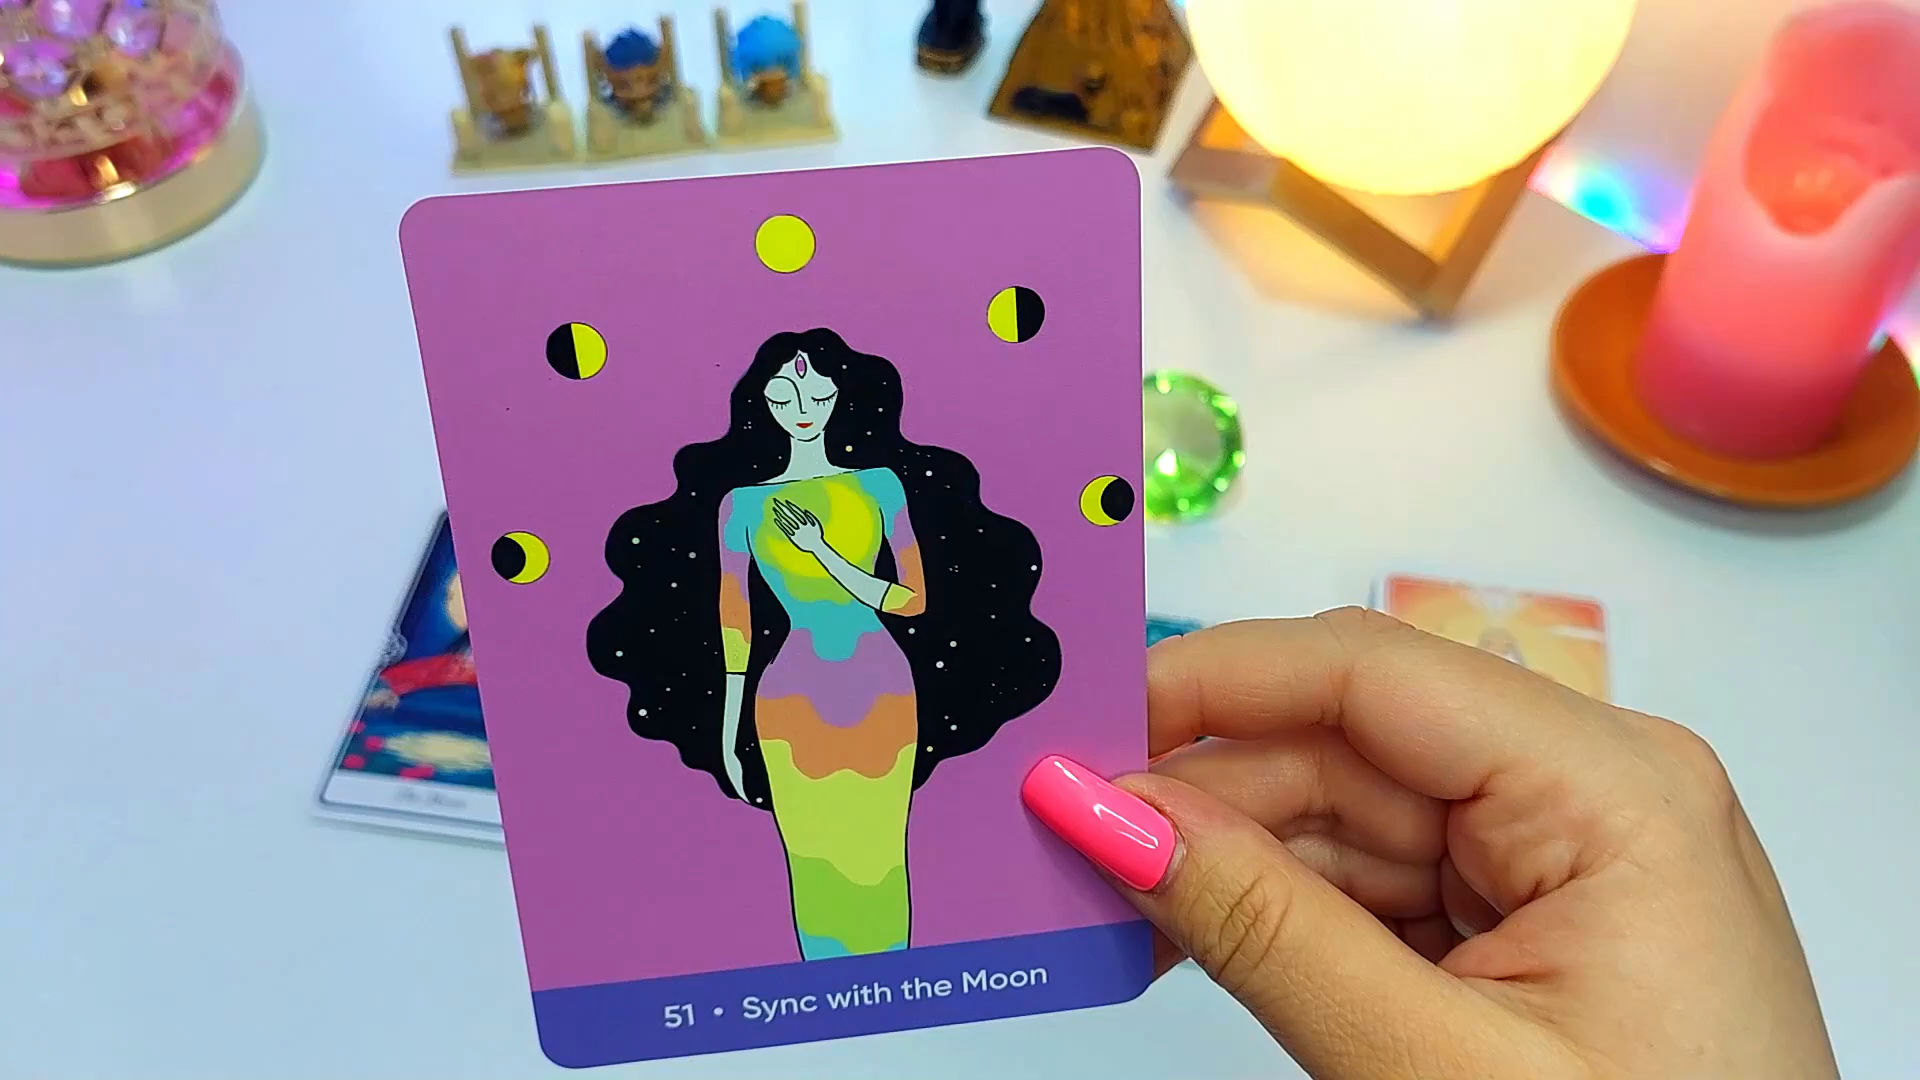 51 • Sync with the Moon